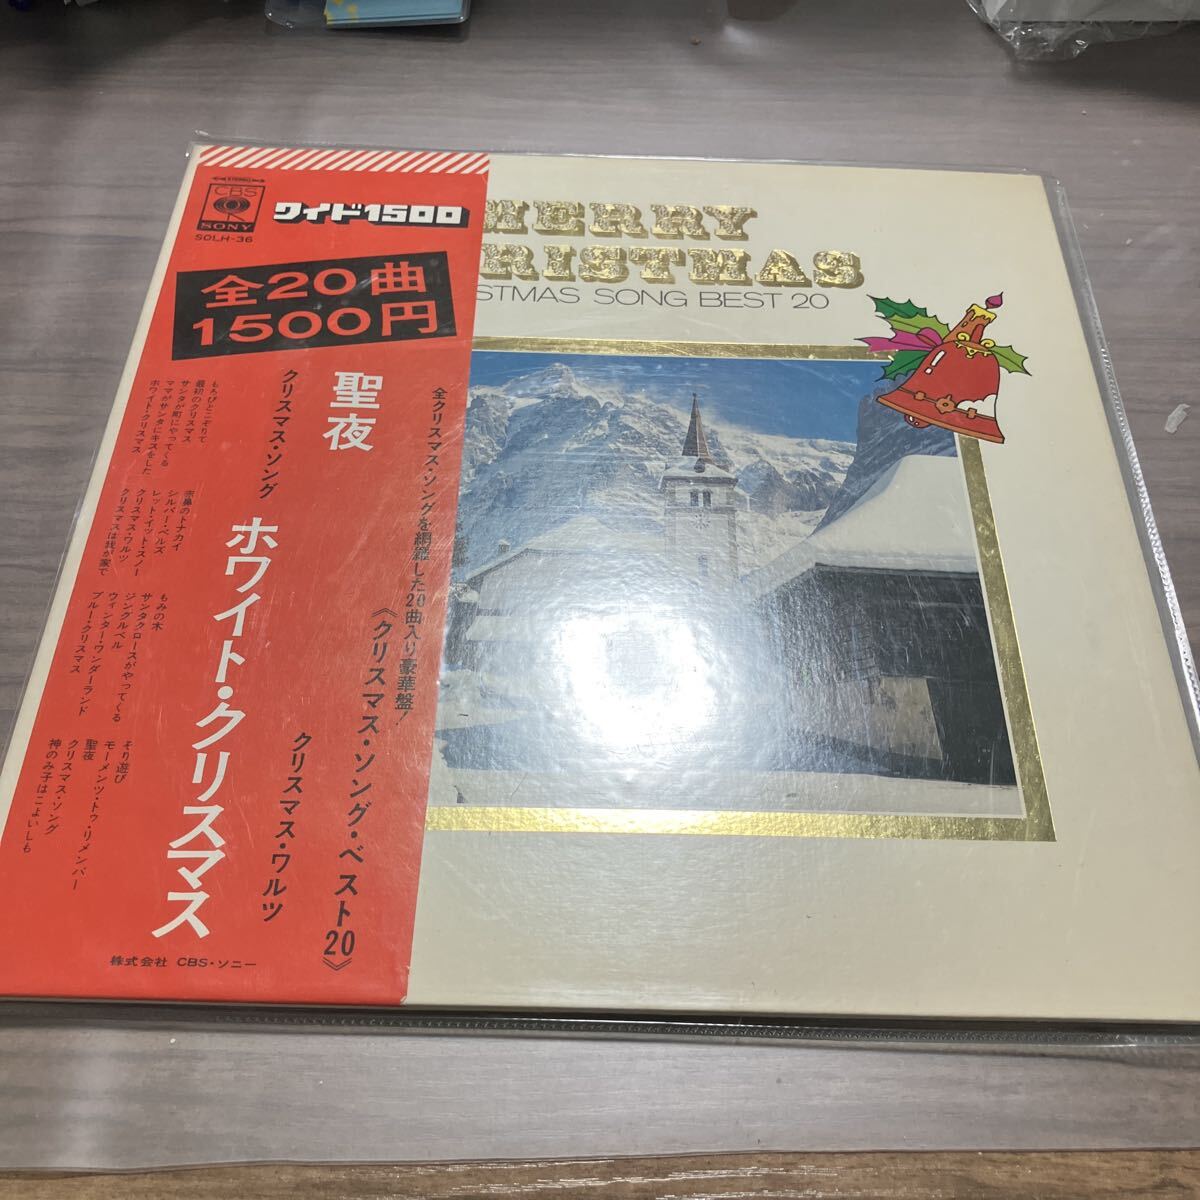 STEREO
CBS
SONY
SOLH-36
ワイド1500
全20曲
1500円
MERRY
RISTMAS
STMAS SONG BEST 20
全クリスマス・ソングを網羅した20曲入り豪華盤!
《クリスマス・ソング・ベスト20》
聖夜
クリスマス・ソング
クリスマス・ワルツ
ホワイト・クリスマス
もろびとこぞりて
最初のクリスマス
サンタが町にやってくる
ママがサンタにキスをした
ホワイト・クリスマス
赤鼻のトナカイ
シルバー・ベルズ
レット・イット・スノー
クリスマス・ワルツ
クリスマスは我が家で
もみの木
サンタクロースがやってくる
ジングルベル
ウィンター・ワンダーランド
ブルー・クリスマス
そり遊び
モーメンツ・トゥ・リメンバー
聖夜
クリスマス・ソング
神のみ子はこよいしも
株式会社 CBS・ソニー